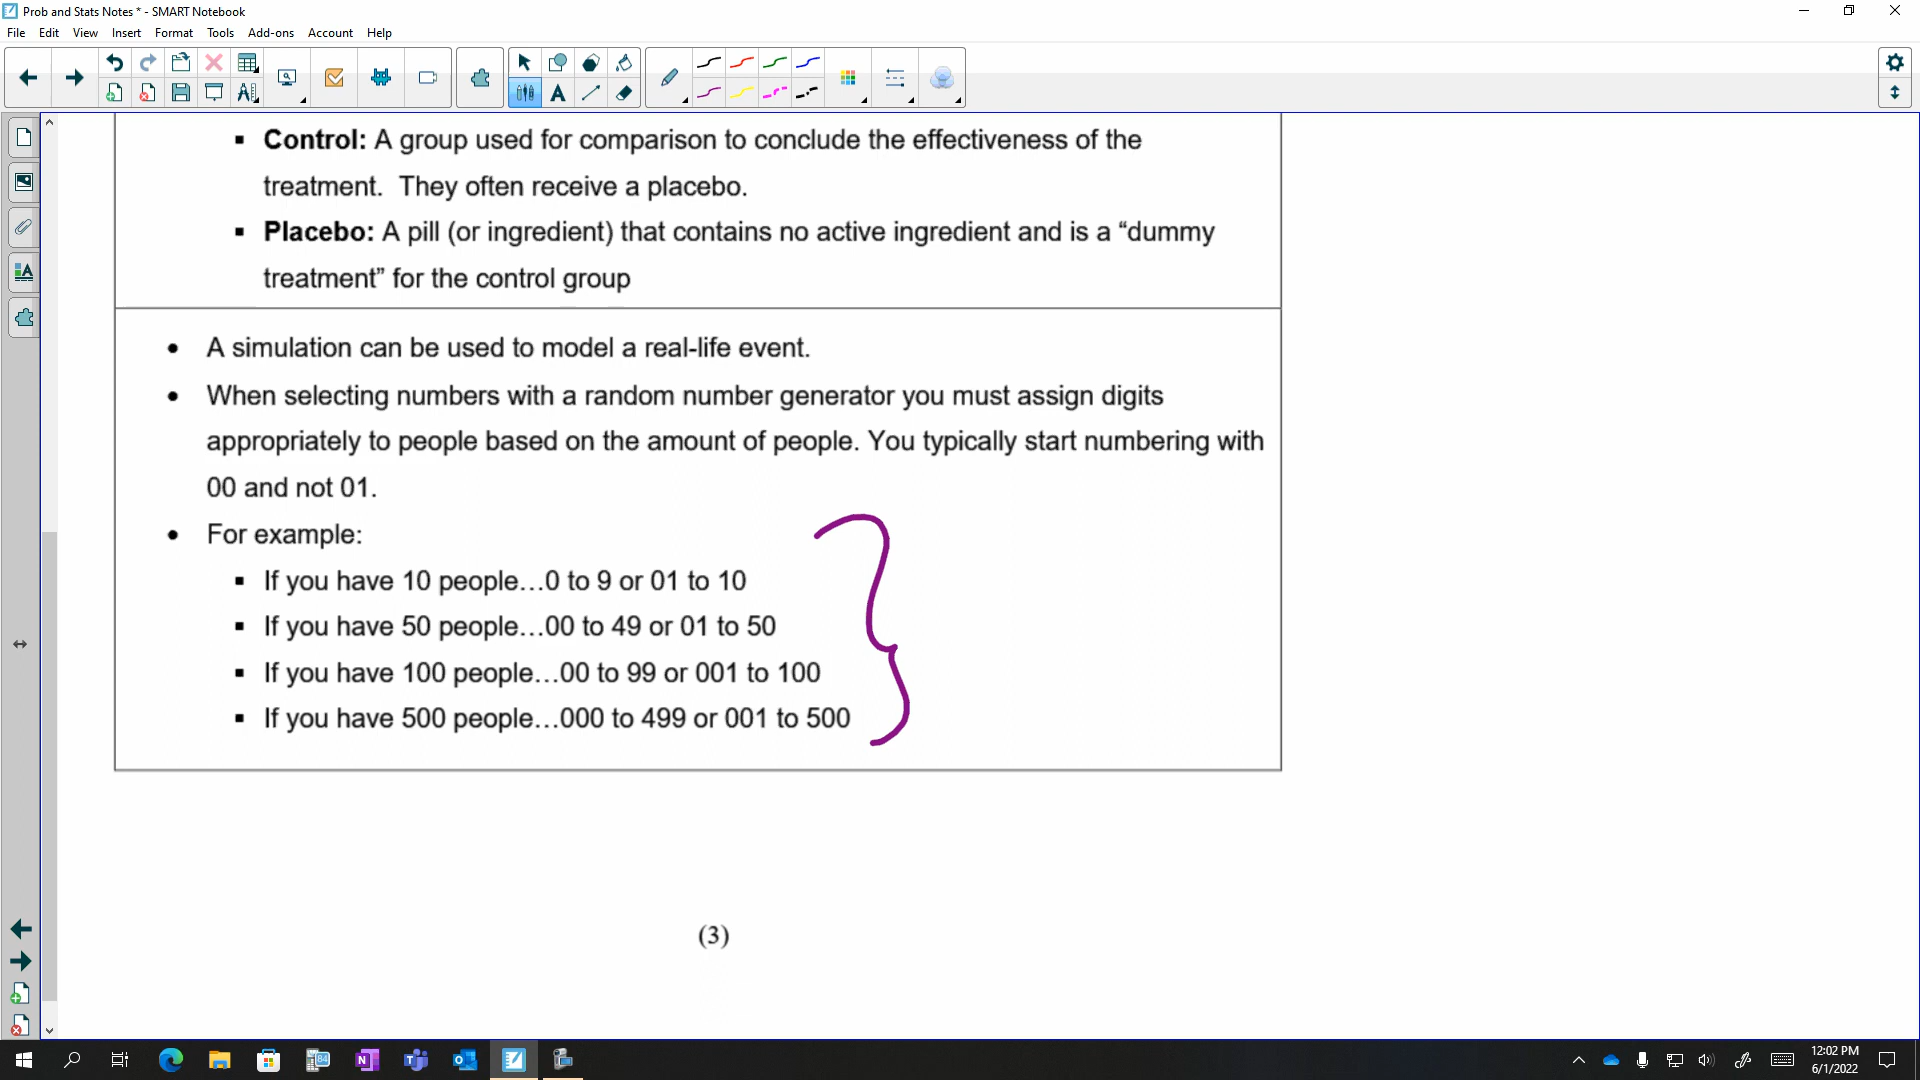 Prob and Stats Notes * - SMART Notebook
File Edit View Insert Format Tools Add-ons Account Help
▪ Control: A group used for comparison to conclude the effectiveness of the
treatment. They often receive a placebo.
▪ Placebo: A pill (or ingredient) that contains no active ingredient and is a “dummy
treatment” for the control group
• A simulation can be used to model a real-life event.
• When selecting numbers with a random number generator you must assign digits
appropriately to people based on the amount of people. You typically start numbering with
00 and not 01.
• For example:
▪ If you have 10 people…0 to 9 or 01 to 10
▪ If you have 50 people…00 to 49 or 01 to 50
▪ If you have 100 people…00 to 99 or 001 to 100
▪ If you have 500 people…000 to 499 or 001 to 500
(3)
12:02 PM
6/1/2022